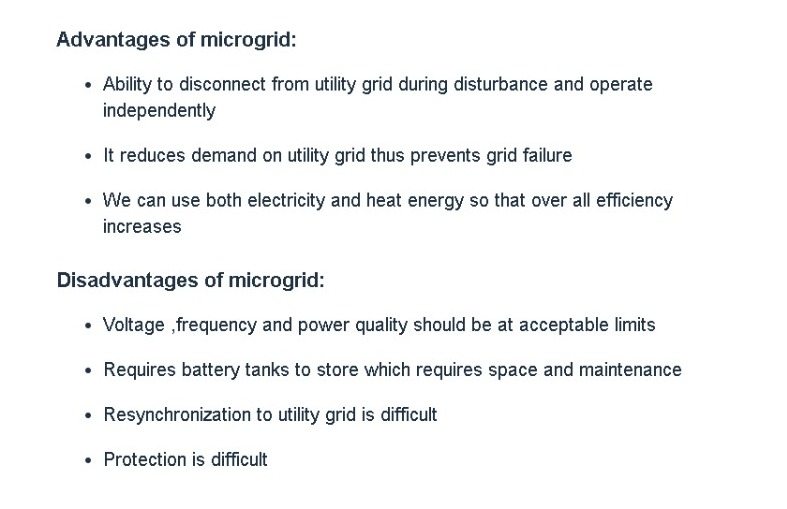 Advantages of microgrid:
• Ability to disconnect from utility grid during disturbance and operate
independently
• It reduces demand on utility grid thus prevents grid failure
• We can use both electricity and heat energy so that over all efficiency
increases
Disadvantages of microgrid:
• Voltage ,frequency and power quality should be at acceptable limits
• Requires battery tanks to store which requires space and maintenance
• Resynchronization to utility grid is difficult
• Protection is difficult